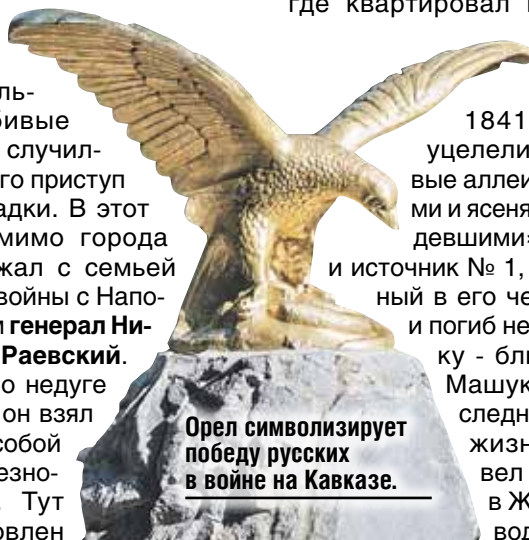 где квартировал
ль-
бивые
случил-
го приступ
адки. В этот
мимо города
жал с семьей
войны с Напо-
генерал Ни-
Раевский.
о недуге
он взял
собой
езно-
Тут
овлен
1841
уцелели
вые аллеи
ми и ясеня
девшими
и источник № 1,
ный в его че
и погиб не
ку - бли
Машук
следн
жизн
вел
в Ж
вод
Орел символизирует
победу русских
в войне на Кавказе.